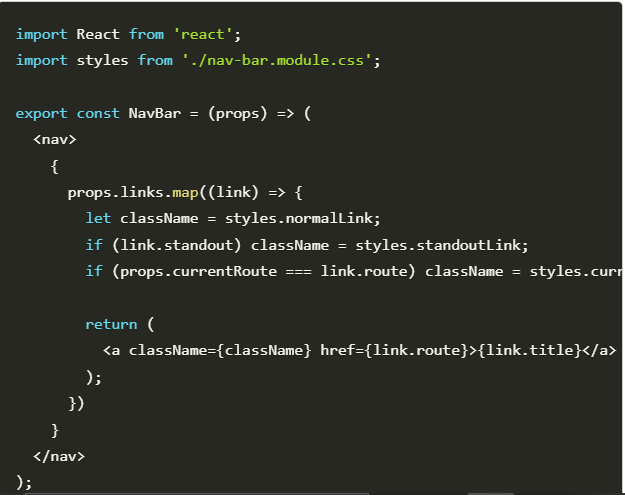 import React from 'react';
import styles from './nav-bar.module.css';
export const NavBar = (props) => (
<nav>
{
props.links.map((link) => {
let className = styles.normalLink;
if (link.standout) className = styles.standoutLink;
if (props.currentRoute === link.route) className = styles.curr
return (
<a className={className} href={link.route}>{link.title}</a>
);
})
}
</nav>
);